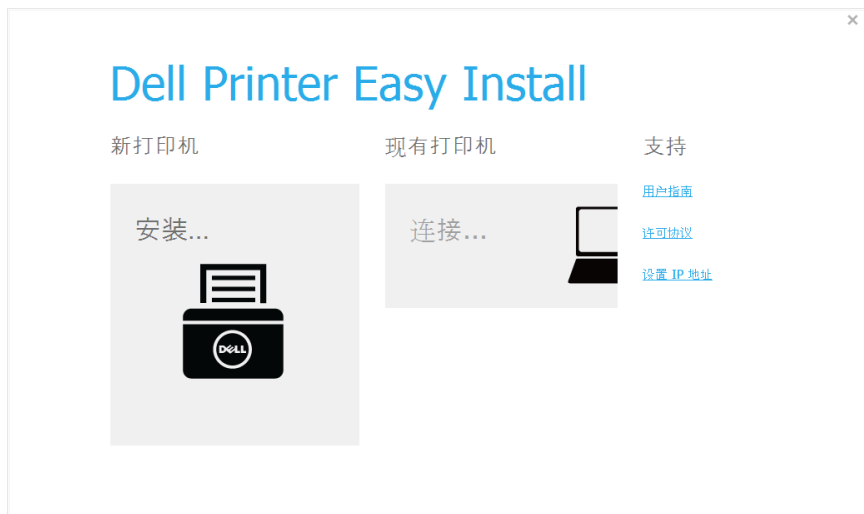 Dell Printer Easy Install
新打印机
现有打印机
支持
安装...
连接...
用户指南
许可协议
设置 IP 地址
DELL